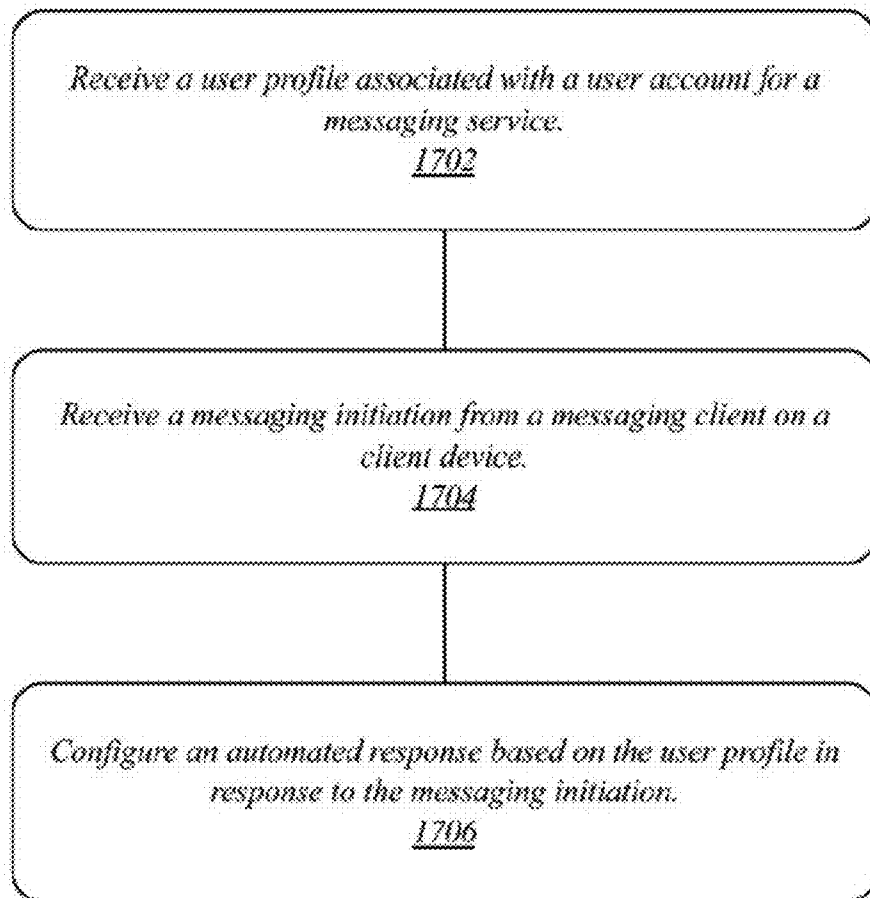 Receive a user profile associated with a user account for a
messaging service.
1702
Receive a messaging initiation from a messaging client on a
client device.
1704
Configure an automated response based on the user profile in
response to the messaging initiation.
1706